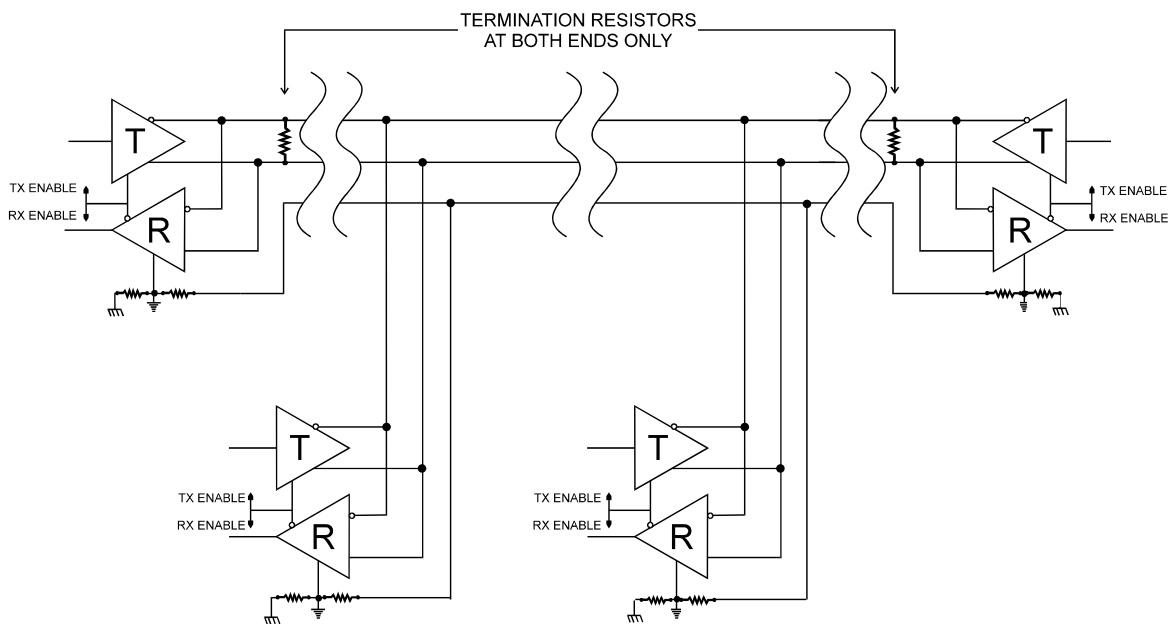 TERMINATION RESISTORS
AT BOTH ENDS ONLY
T
T
TX ENABLE
RX ENABLE
R
TX ENABLE
RX ENABLE
R
T
T
TX ENABLE
RX ENABLE
R
TX ENABLE
RX ENABLE
R